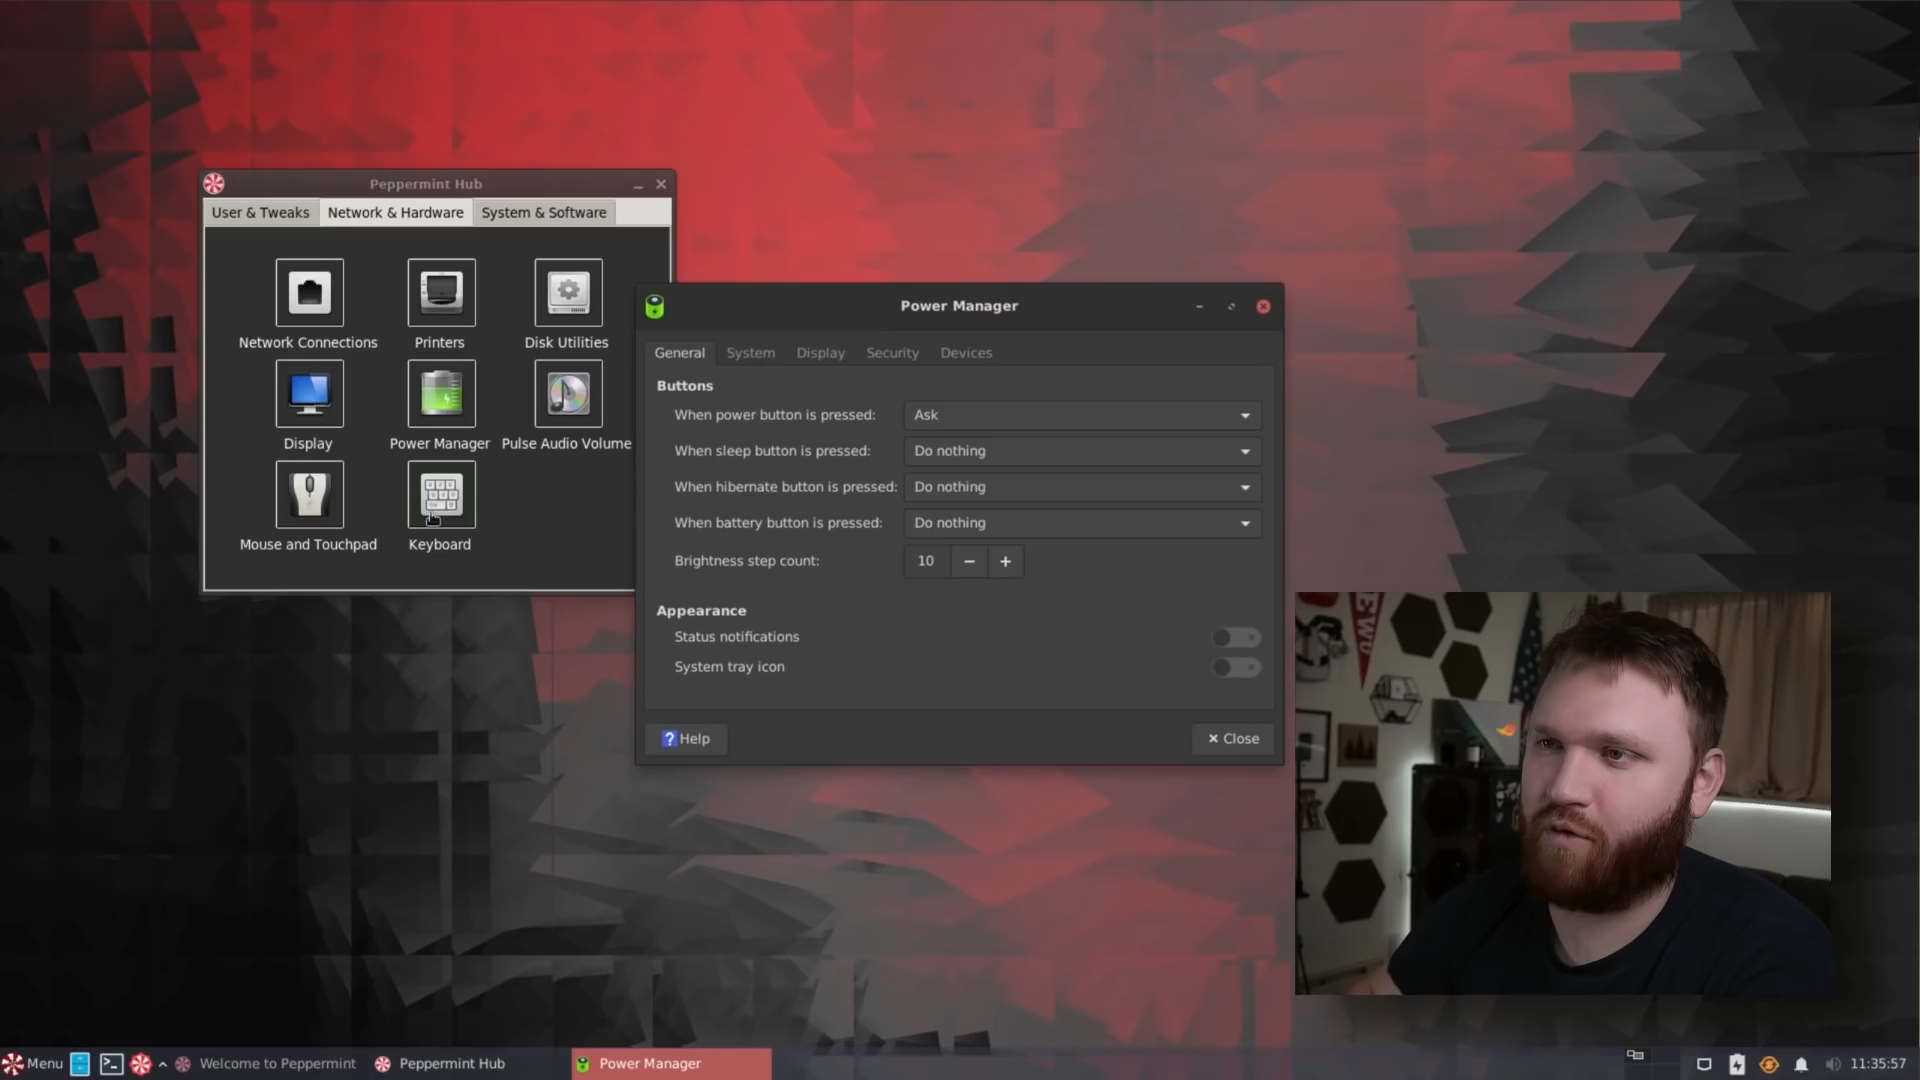 Peppermint Hub
User & Tweaks
Network & Hardware
System & Software
Network Connections
Printers
Disk Utilities
Display
Power Manager
Pulse Audio Volume
Mouse and Touchpad
Keyboard
Power Manager
General
System
Display
Security
Devices
Buttons
When power button is pressed: Ask
When sleep button is pressed: Do nothing
When hibernate button is pressed: Do nothing
When battery button is pressed: Do nothing
Brightness step count: 10 − +
Appearance
Status notifications
System tray icon
? Help
× Close
Menu
Welcome to Peppermint
Peppermint Hub
Power Manager
11:35:57